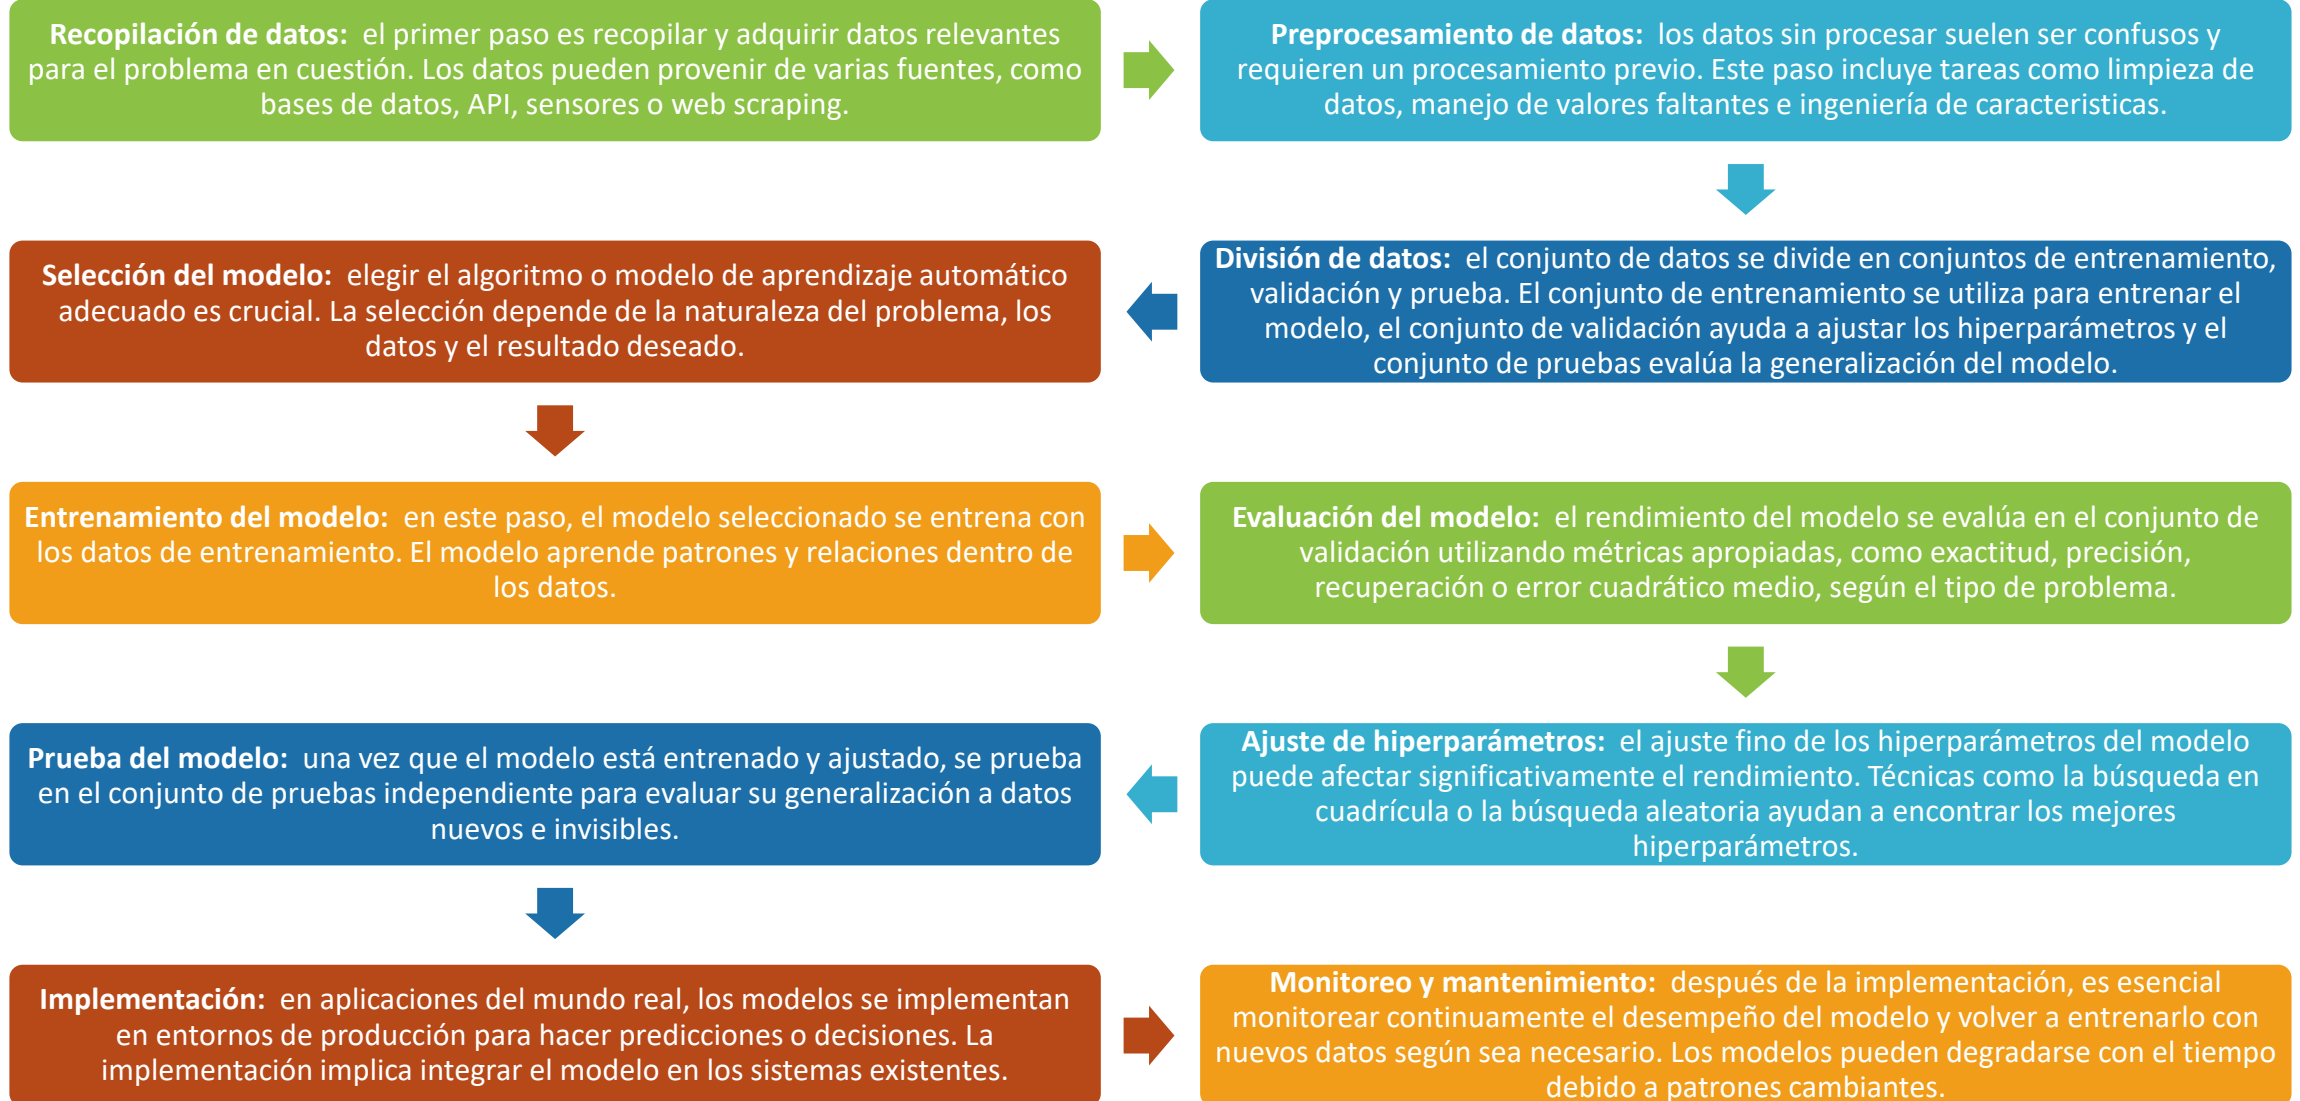 Recopilación de datos: el primer paso es recopilar y adquirir datos relevantes
para el problema en cuestión. Los datos pueden provenir de varias fuentes, como
bases de datos, API, sensores o web scraping.
Preprocesamiento de datos: los datos sin procesar suelen ser confusos y
requieren un procesamiento previo. Este paso incluye tareas como limpieza de
datos, manejo de valores faltantes e ingeniería de caracteristicas.
División de datos: el conjunto de datos se divide en conjuntos de entrenamiento,
validación y prueba. El conjunto de entrenamiento se utiliza para entrenar el
modelo, el conjunto de validación ayuda a ajustar los hiperparámetros y el
conjunto de pruebas evalúa la generalización del modelo.
Selección del modelo: elegir el algoritmo o modelo de aprendizaje automático
adecuado es crucial. La selección depende de la naturaleza del problema, los
datos y el resultado deseado.
Entrenamiento del modelo: en este paso, el modelo seleccionado se entrena con
los datos de entrenamiento. El modelo aprende patrones y relaciones dentro de
los datos.
Evaluación del modelo: el rendimiento del modelo se evalúa en el conjunto de
validación utilizando métricas apropiadas, como exactitud, precisión,
recuperación o error cuadrático medio, según el tipo de problema.
Ajuste de hiperparámetros: el ajuste fino de los hiperparámetros del modelo
puede afectar significativamente el rendimiento. Técnicas como la búsqueda en
cuadrícula o la búsqueda aleatoria ayudan a encontrar los mejores
hiperparámetros.
Prueba del modelo: una vez que el modelo está entrenado y ajustado, se prueba
en el conjunto de pruebas independiente para evaluar su generalización a datos
nuevos e invisibles.
Implementación: en aplicaciones del mundo real, los modelos se implementan
en entornos de producción para hacer predicciones o decisiones. La
implementación implica integrar el modelo en los sistemas existentes.
Monitoreo y mantenimiento: después de la implementación, es esencial
monitorear continuamente el desempeño del modelo y volver a entrenarlo con
nuevos datos según sea necesario. Los modelos pueden degradarse con el tiempo
debido a patrones cambiantes.